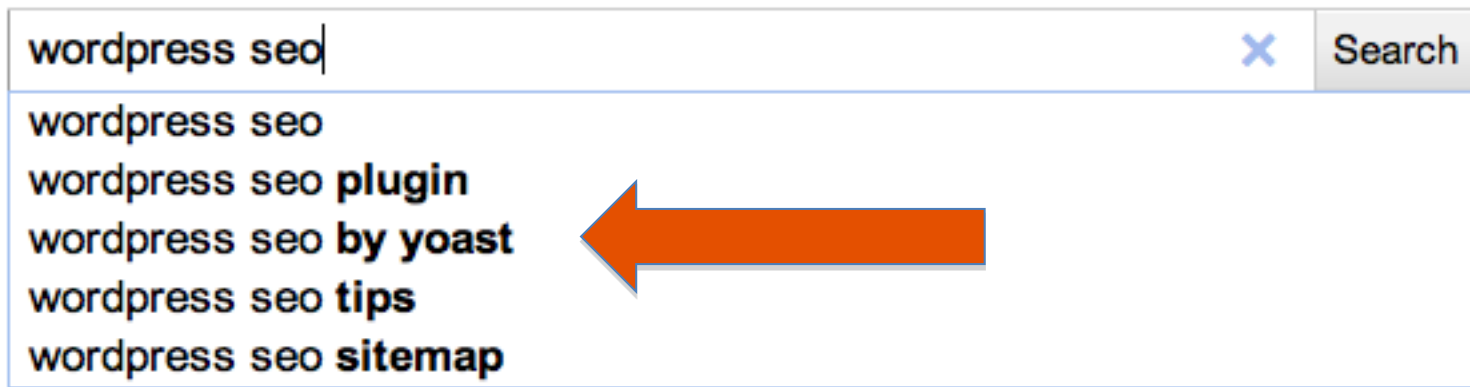 wordpress seo
Search
wordpress seo
wordpress seo plugin
wordpress seo by yoast
wordpress seo tips
wordpress seo sitemap